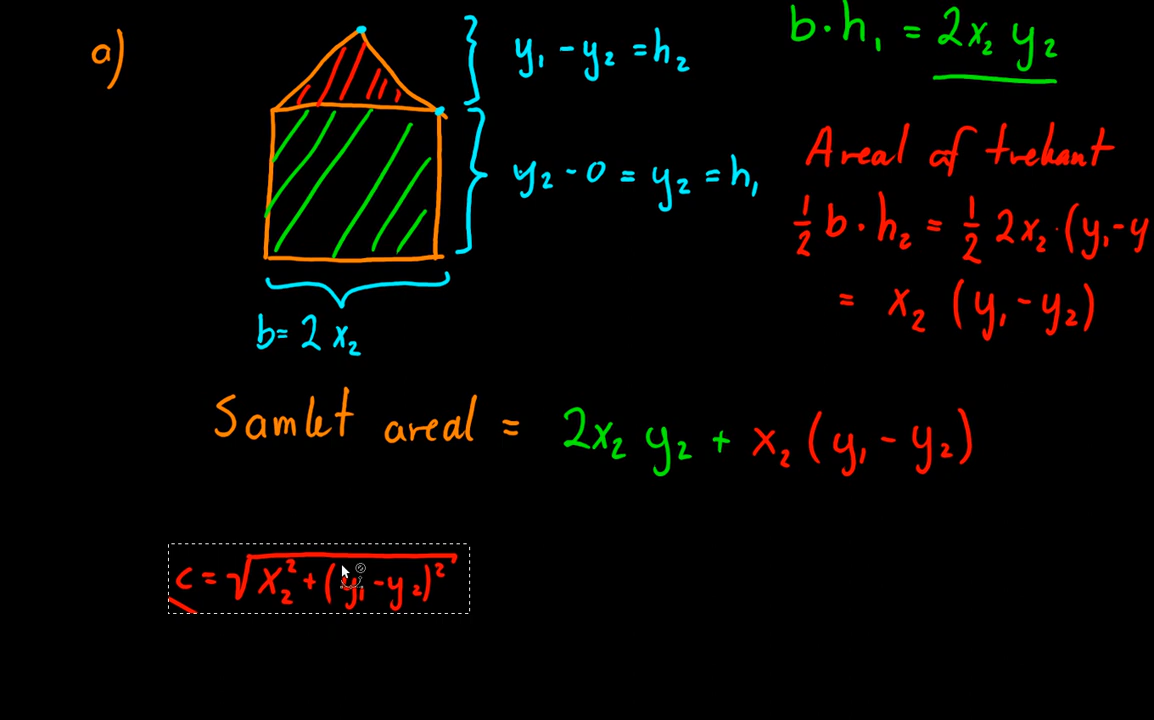 a)
y₁ - y₂ = h₂
y₂ - 0 = y₂ = h₁
b = 2 x₂
b · h₁ = 2x₂ y₂
Areal af trekant
½ b · h₂ = ½ 2x₂ · (y₁ - y
= x₂ (y₁ - y₂)
Samlet areal = 2x₂ y₂ + x₂ (y₁ - y₂)
c = √x₂² + (y₁ - y₂)²